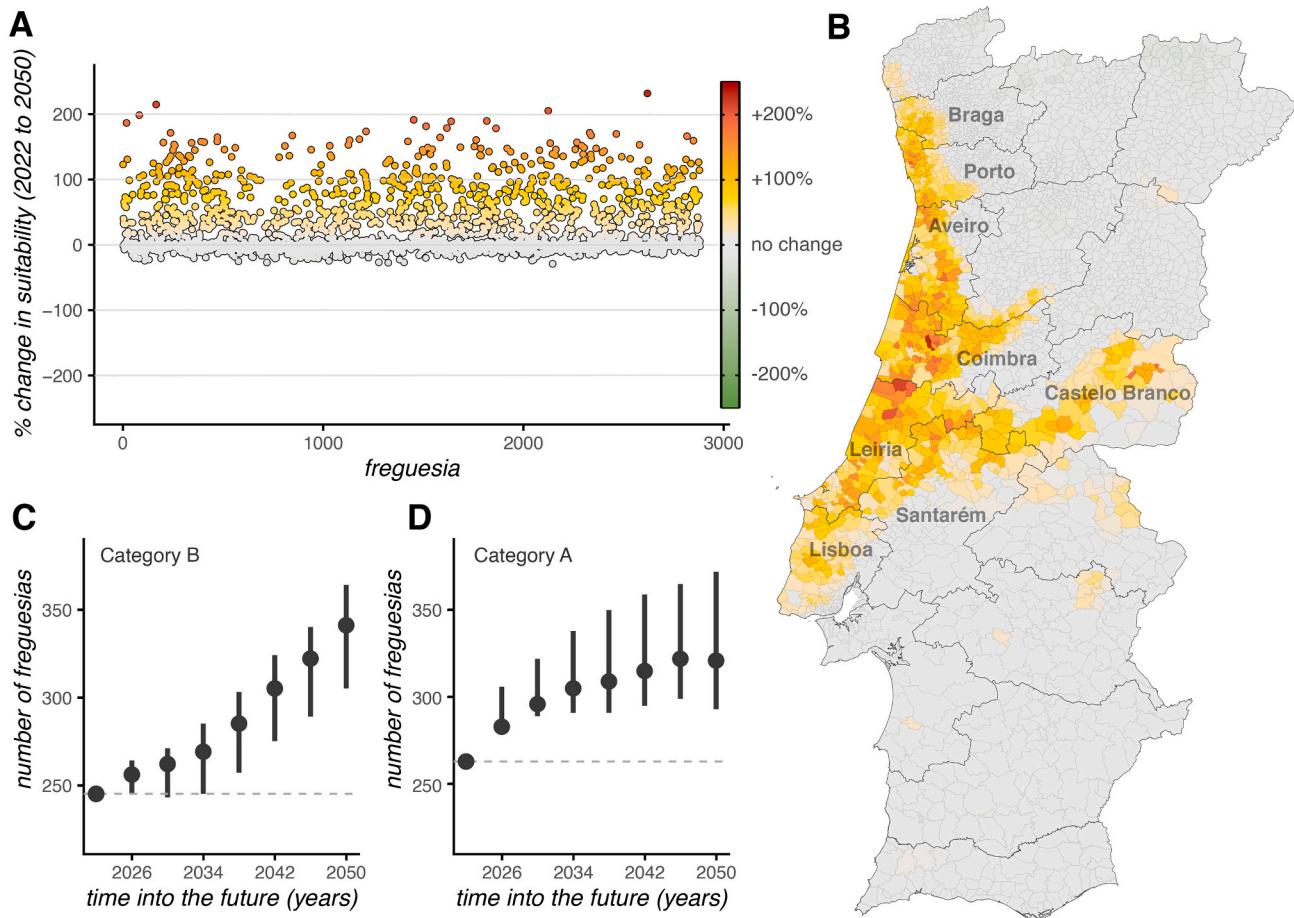 A
% change in suitability (2022 to 2050)
200
100
0
−100
−200
0
1000
2000
3000
freguesia
+200%
+100%
no change
-100%
-200%
B
Braga
Porto
Aveiro
Coimbra
Castelo Branco
Leiria
Santarém
Lisboa
C
Category B
number of freguesias
350
300
250
2026
2034
2042
2050
time into the future (years)
D
Category A
number of freguesias
350
300
250
2026
2034
2042
2050
time into the future (years)